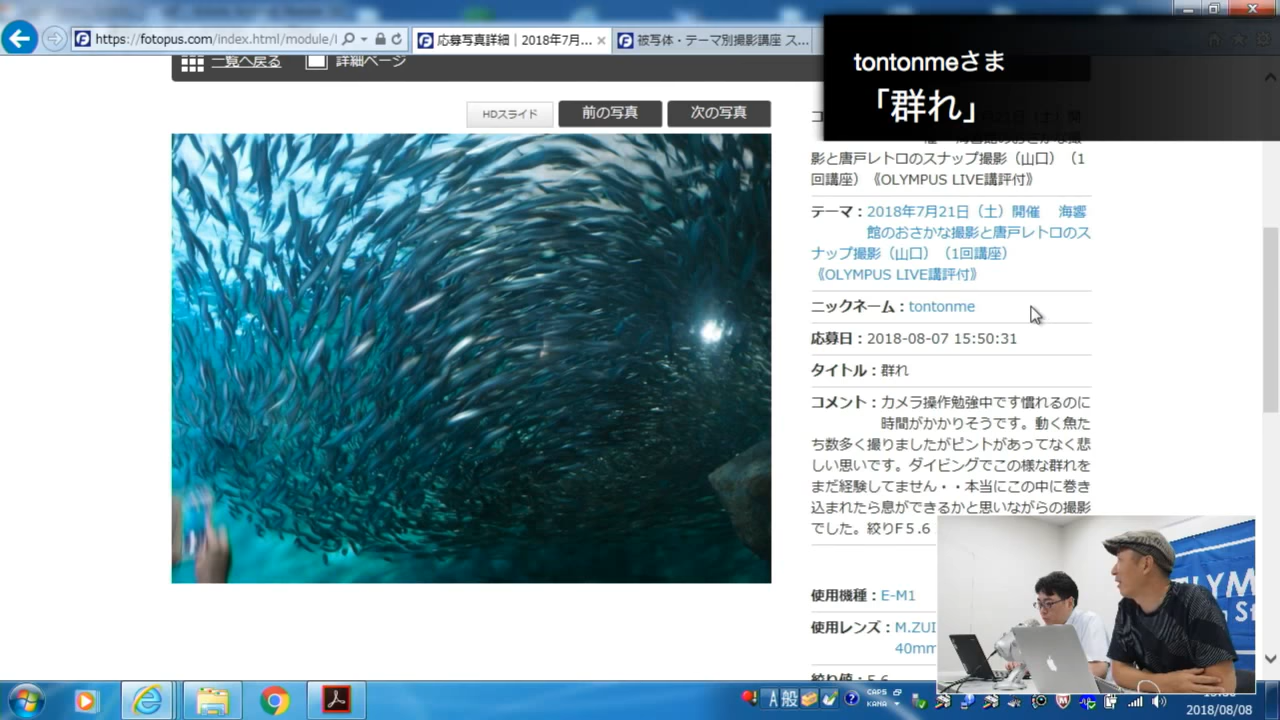 https://fotopus.com/index.html/module/l
応募写真詳細｜2018年7月...
被写体・テーマ別撮影講座 ス...
tontonmeさま
「群れ」
一覧へ戻る
詳細ページ
HDスライド
前の写真
次の写真
影と唐戸レトロのスナップ撮影（山口）（1
回講座）《OLYMPUS LIVE講評付》
テーマ：2018年7月21日（土）開催　海響
館のおさかな撮影と唐戸レトロのス
ナップ撮影（山口）（1回講座）
《OLYMPUS LIVE講評付》
ニックネーム：tontonme
応募日：2018-08-07 15:50:31
タイトル：群れ
コメント：カメラ操作勉強中です慣れるのに
時間がかかりそうです。動く魚た
ち数多く撮りましたがピントがあってなく悲
しい思いです。ダイビングでこの様な群れを
まだ経験してません・・本当にこの中に巻き
込まれたら息ができるかと思いながらの撮影
でした。絞りF５.6
使用機種：E-M1
使用レンズ：M.ZUI
40mm
絞り値：5.6
A 般
CAPS
KANA
2018/08/08